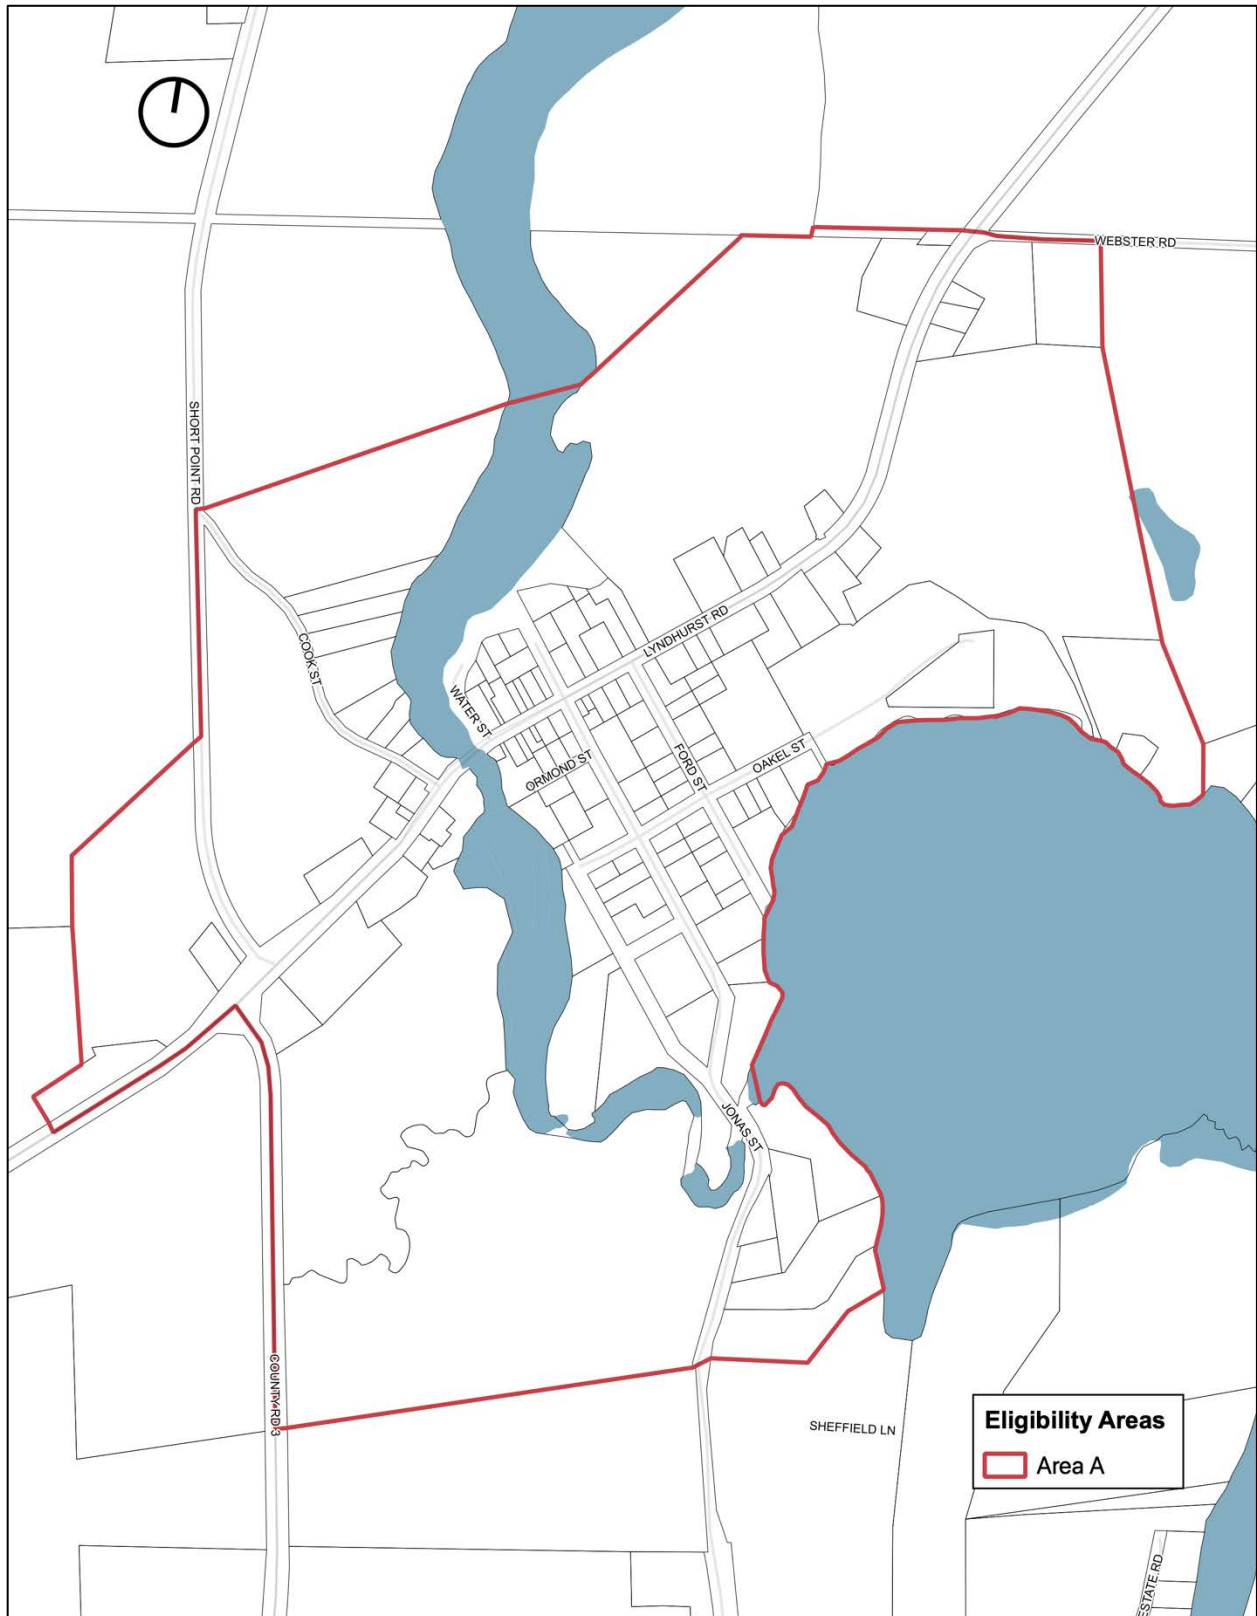 WEBSTER RD
SHORT POINT RD
COOK ST
LYNDHURST RD
WATER ST
ORMOND ST
FORD ST
OAKEL ST
JONAS ST
COUNTY RD 3
SHEFFIELD LN
Eligibility Areas
Area A
ESTATE RD